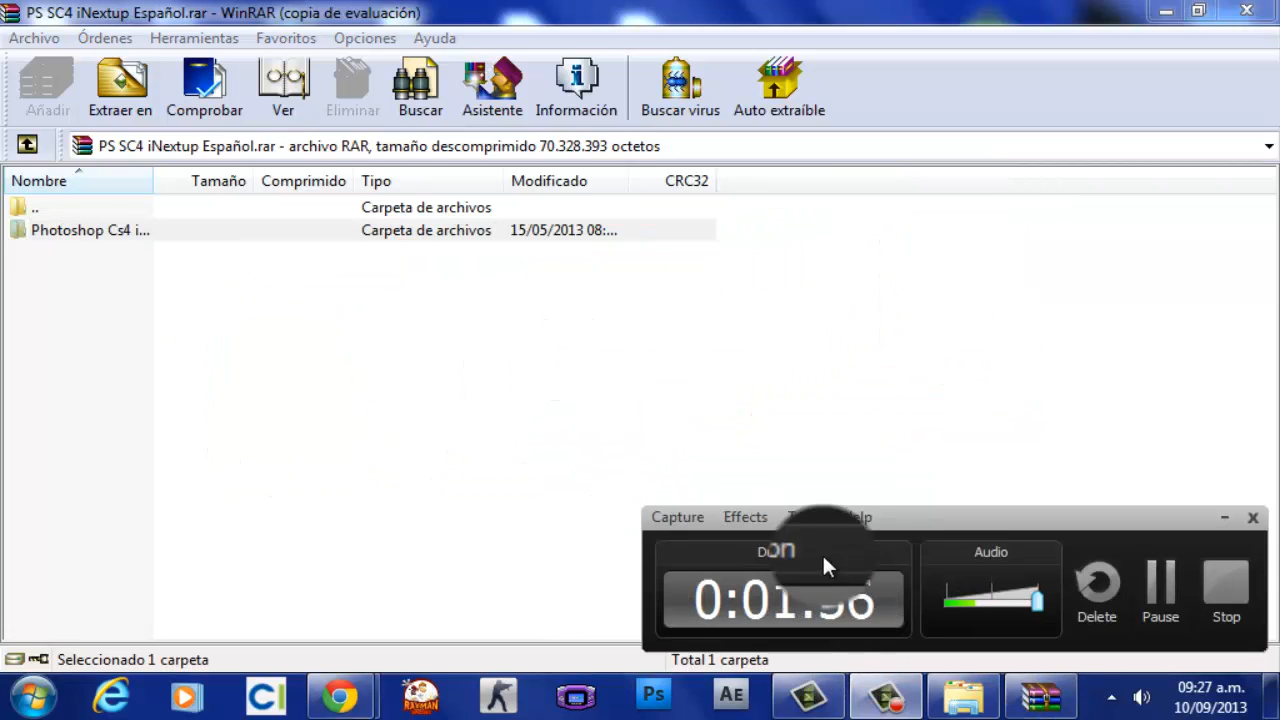 PS SC4 iNextup Español.rar - WinRAR (copia de evaluación)
Archivo Órdenes Herramientas Favoritos Opciones Ayuda
Añadir Extraer en Comprobar Ver Eliminar Buscar Asistente Información Buscar virus Auto extraíble
PS SC4 iNextup Español.rar - archivo RAR, tamaño descomprimido 70.328.393 octetos
Nombre Tamaño Comprimido Tipo Modificado CRC32
.. Carpeta de archivos
Photoshop Cs4 i... Carpeta de archivos 15/05/2013 08:...
Capture Effects
on Audio
Delete Pause Stop
Seleccionado 1 carpeta Total 1 carpeta
CI Ps AE
09:27 a.m.
10/09/2013